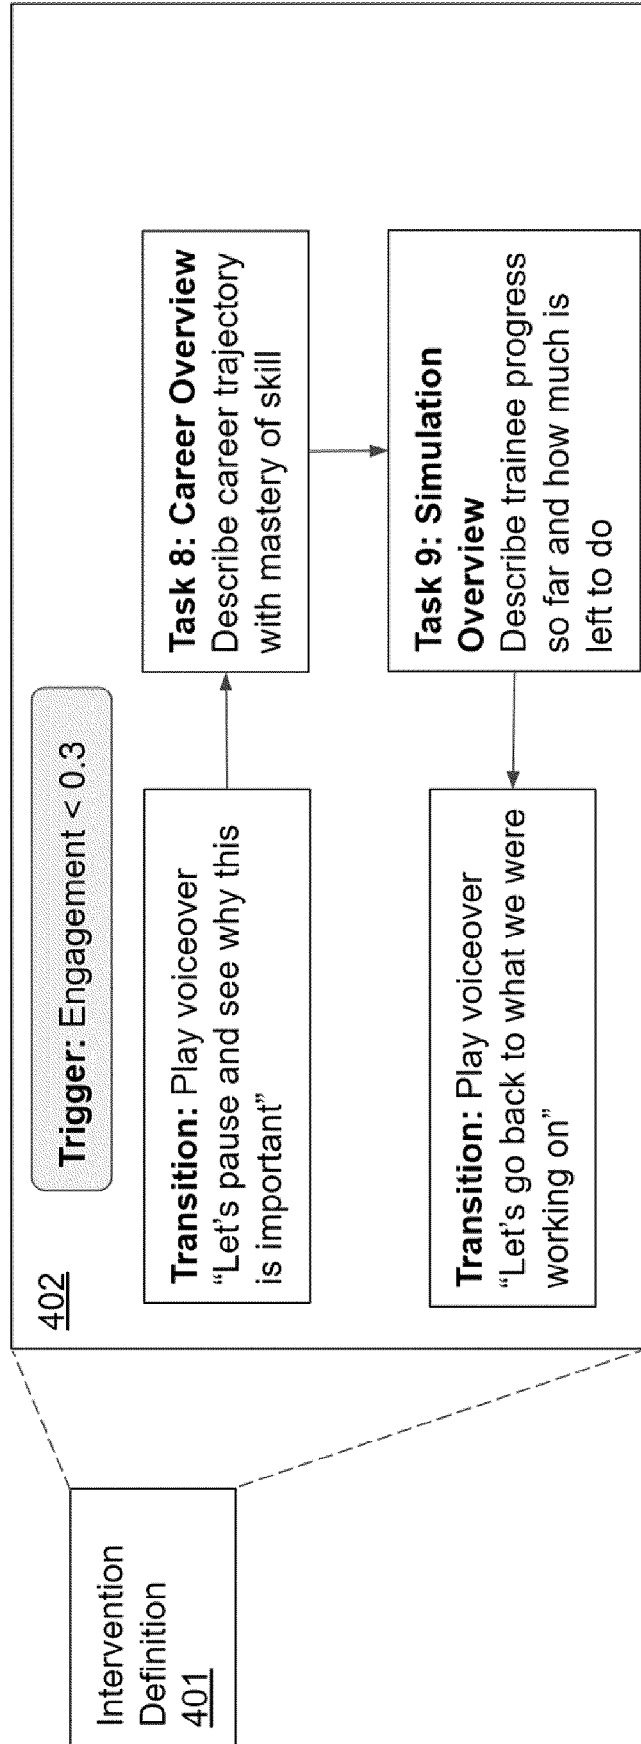 Intervention
Definition
401
402
Trigger: Engagement < 0.3
Transition: Play voiceover
“Let’s pause and see why this
is important”
Task 8: Career Overview
Describe career trajectory
with mastery of skill
Task 9: Simulation
Overview
Describe trainee progress
so far and how much is
left to do
Transition: Play voiceover
“Let’s go back to what we were
working on”